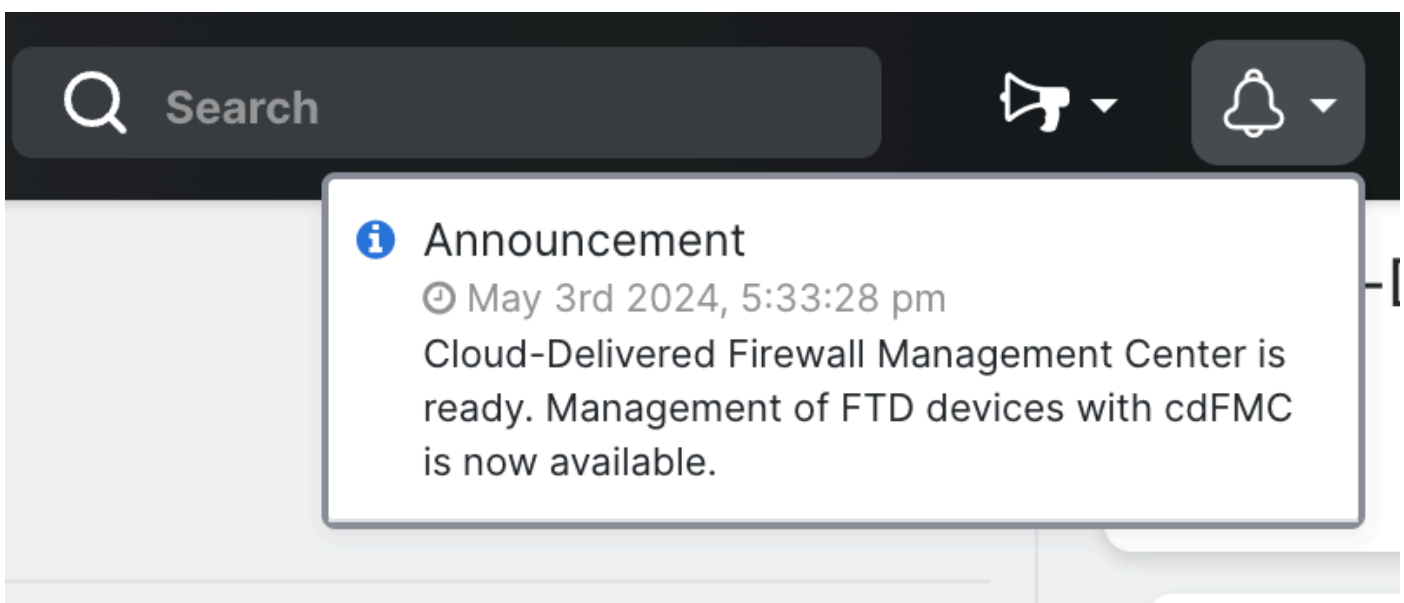 Search
Announcement
May 3rd 2024, 5:33:28 pm
Cloud-Delivered Firewall Management Center is
ready. Management of FTD devices with cdFMC
is now available.